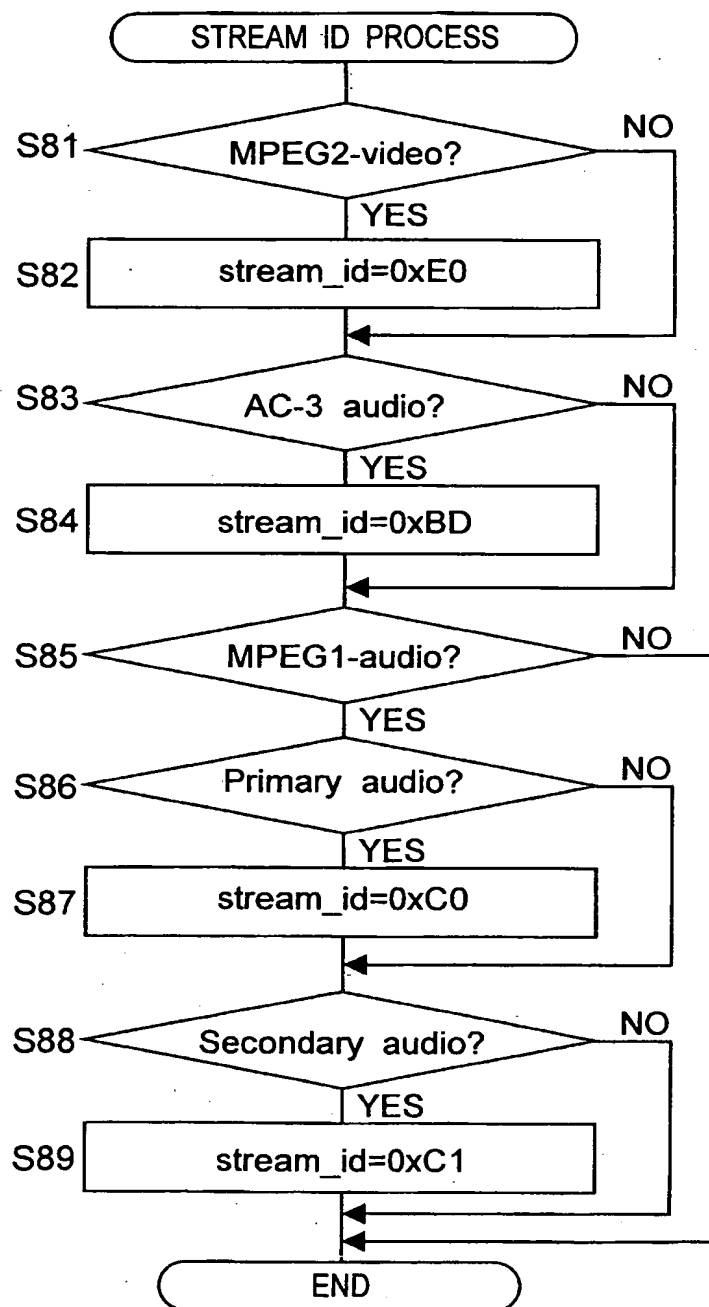 STREAM ID PROCESS
S81
MPEG2-video?
NO
YES
S82
stream_id=0xE0
S83
AC-3 audio?
NO
YES
S84
stream_id=0xBD
S85
MPEG1-audio?
NO
YES
S86
Primary audio?
NO
YES
S87
stream_id=0xC0
S88
Secondary audio?
NO
YES
S89
stream_id=0xC1
END